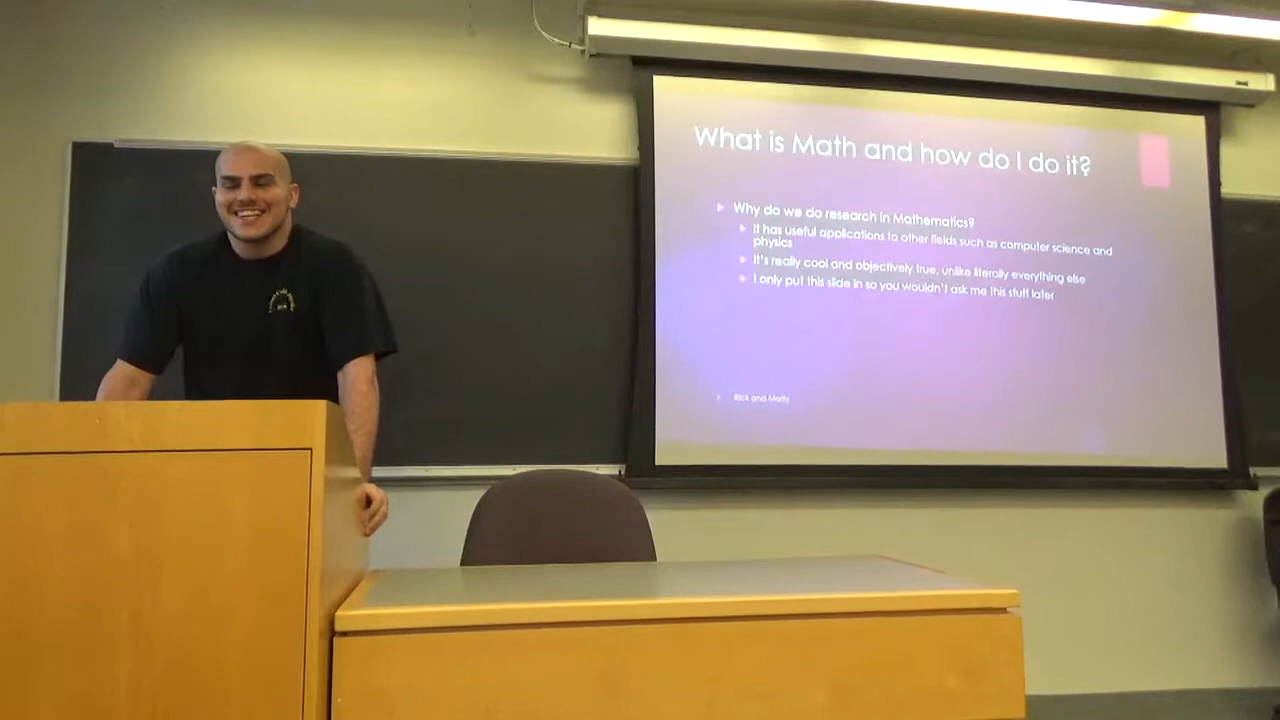 What is Math and how do I do it?
Why do we do research in Mathematics?
It has useful applications to other fields such as computer science and
physics
It's really cool and objectively true, unlike literally everything else
I only put this slide in so you wouldn't ask me this stuff later
Rick and Morty